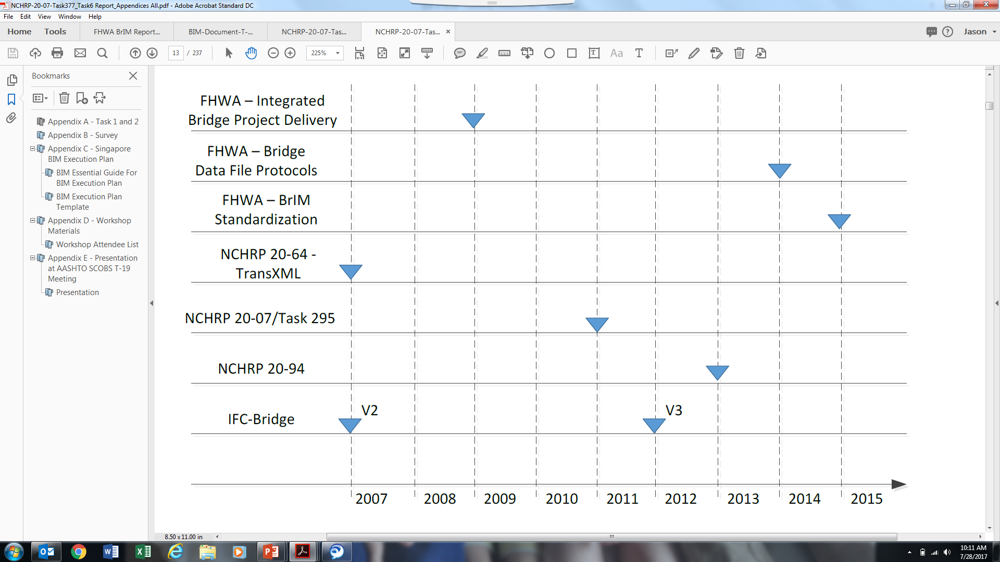 NCHRP-20-07-Task377_Task6 Report_Appendices All.pdf - Adobe Acrobat Standard DC
File Edit View Window Help
Home Tools FHWA BrIM Report... BIM-Document-T-... NCHRP-20-07-Tas... NCHRP-20-07-Tas... × Jason
13 / 237 225%
Bookmarks
Appendix A - Task 1 and 2
Appendix B - Survey
Appendix C - Singapore
BIM Execution Plan
BIM Essential Guide For
BIM Execution Plan
BIM Execution Plan
Template
Appendix D - Workshop
Materials
Workshop Attendee List
Appendix E - Presentation
at AASHTO SCOBS T-19
Meeting
Presentation
FHWA – Integrated
Bridge Project Delivery
FHWA – Bridge
Data File Protocols
FHWA – BrIM
Standardization
NCHRP 20-64 -
TransXML
NCHRP 20-07/Task 295
NCHRP 20-94
IFC-Bridge
V2
V3
2007 2008 2009 2010 2011 2012 2013 2014 2015
8.50 x 11.00 in
10:11 AM
7/28/2017